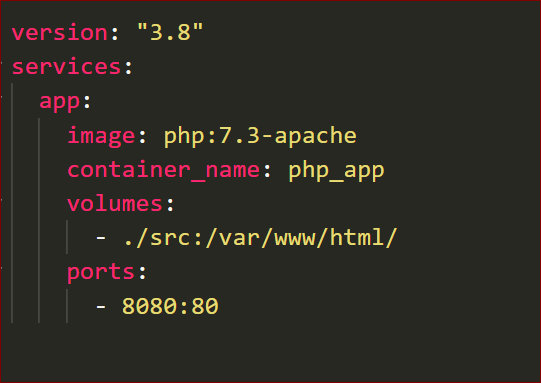 version: "3.8"
services:
app:
image: php:7.3-apache
container_name: php_app
volumes:
- ./src:/var/www/html/
ports:
- 8080:80